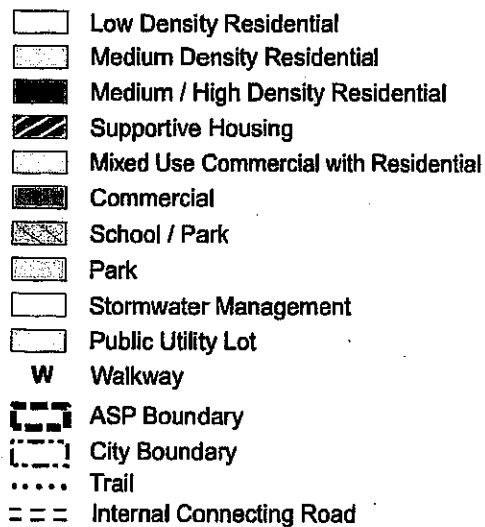 Low Density Residential
Medium Density Residential
Medium / High Density Residential
Supportive Housing
Mixed Use Commercial with Residential
Commercial
School / Park
Park
Stormwater Management
Public Utility Lot
W Walkway
ASP Boundary
City Boundary
Trail
Internal Connecting Road